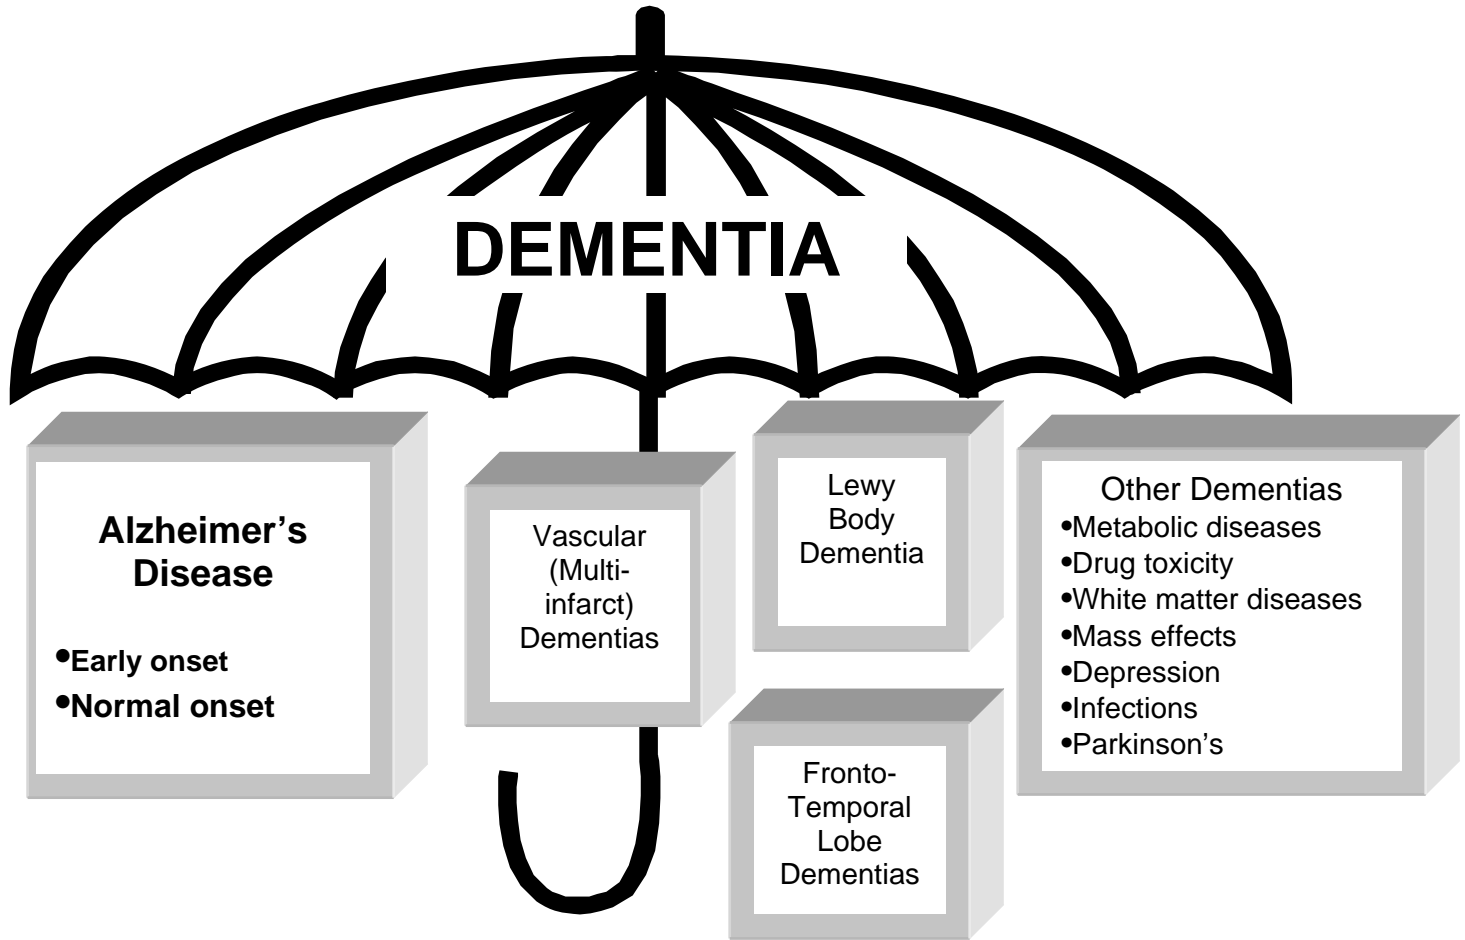 DEMENTIA
Alzheimer’s
Disease
•Early onset
•Normal onset
Vascular
(Multi-
infarct)
Dementias
Lewy
Body
Dementia
Fronto-
Temporal
Lobe
Dementias
Other Dementias
•Metabolic diseases
•Drug toxicity
•White matter diseases
•Mass effects
•Depression
•Infections
•Parkinson’s